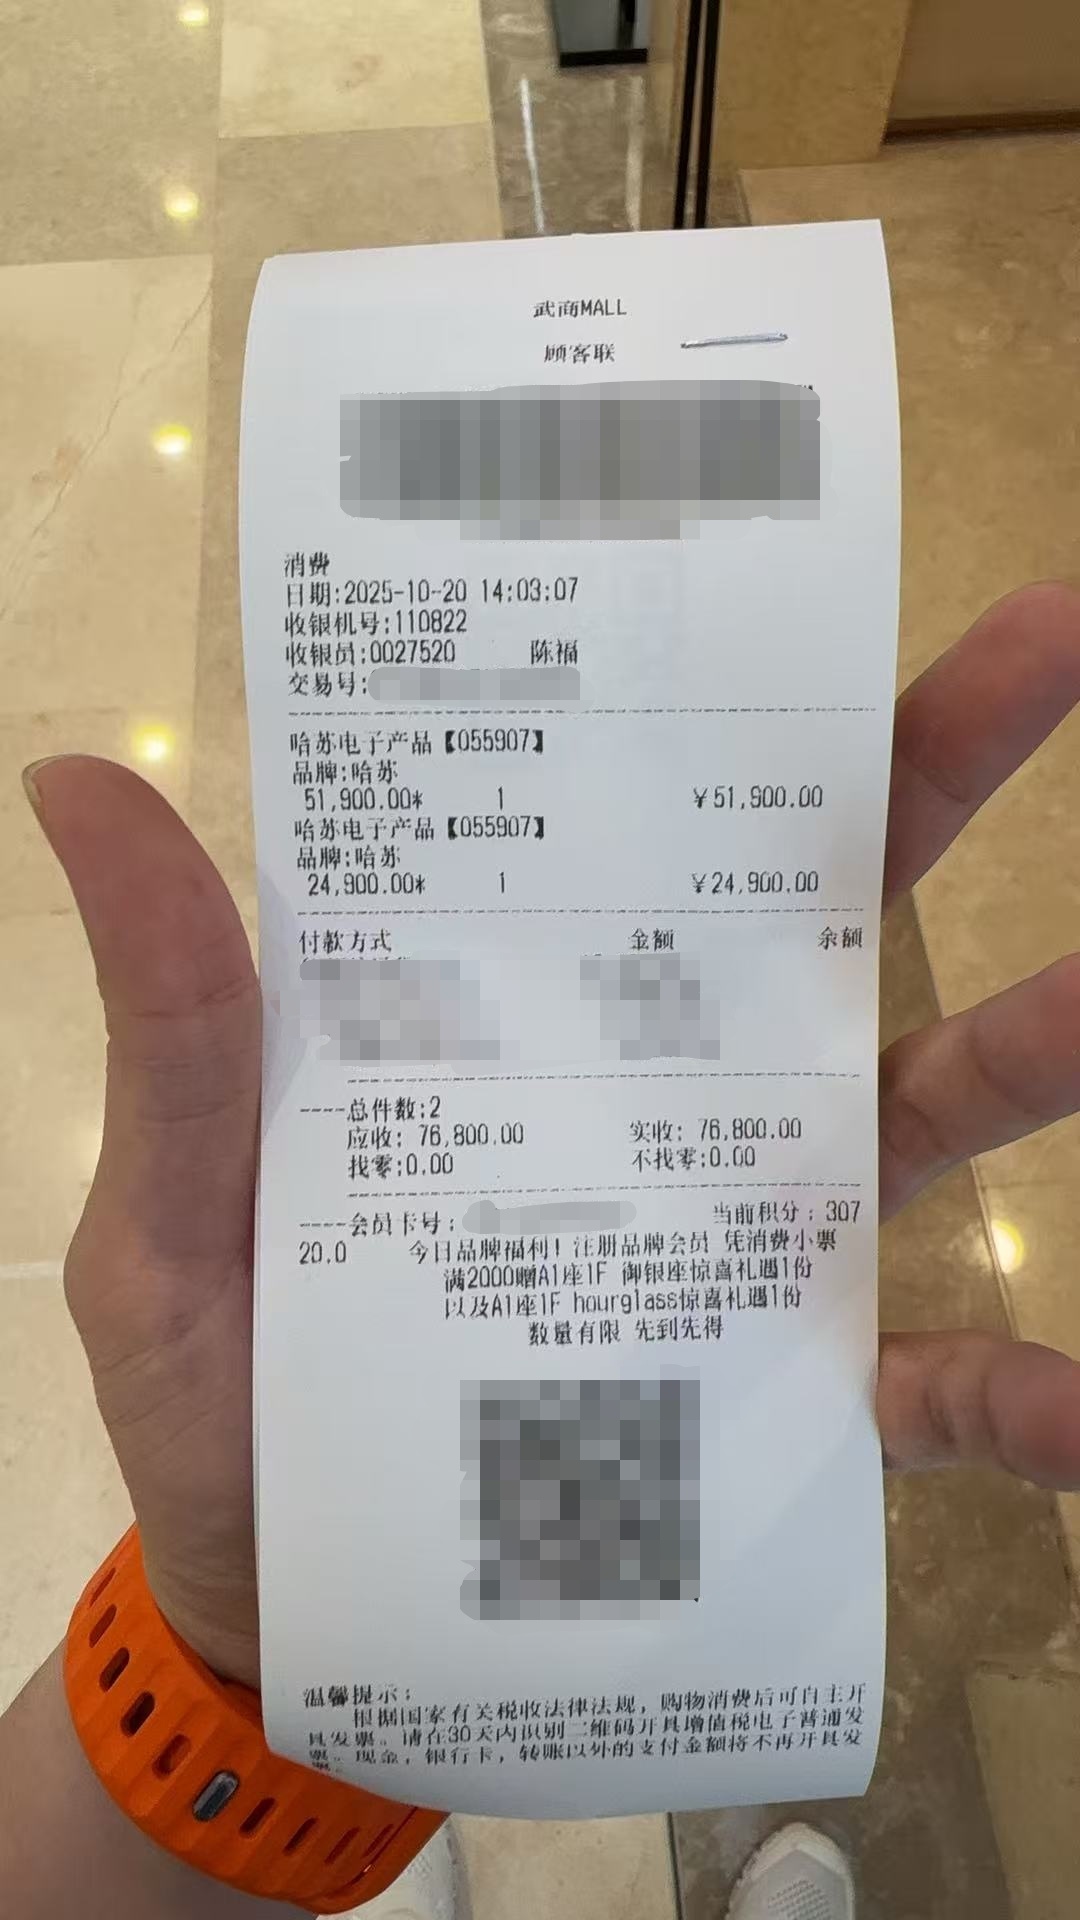 武商MALL
顾客联
消费
日期:2025-10-20 14:03:07
收银机号:110822
收银员:0027520 陈福
交易号:
哈苏电子产品【055907】
品牌:哈苏
51,900.00* 1 ¥51,900.00
哈苏电子产品【055907】
品牌:哈苏
24,900.00* 1 ¥24,900.00
付款方式 金额 余额
----总件数:2
应收: 76,800.00 实收: 76,800.00
找零:0.00 不找零:0.00
----会员卡号: 当前积分: 307
20.0 今日品牌福利! 注册品牌会员 凭消费小票
满2000赠A1座1F 御银座惊喜礼遇1份
以及A1座1F hourglass惊喜礼遇1份
数量有限 先到先得
温馨提示:
根据国家有关税收法律法规, 购物消费后可自主开
具发票。请在30天内识别二维码开具增值税电子普通发
票。现金, 银行卡, 转账以外的支付金额将不再开具发
票。